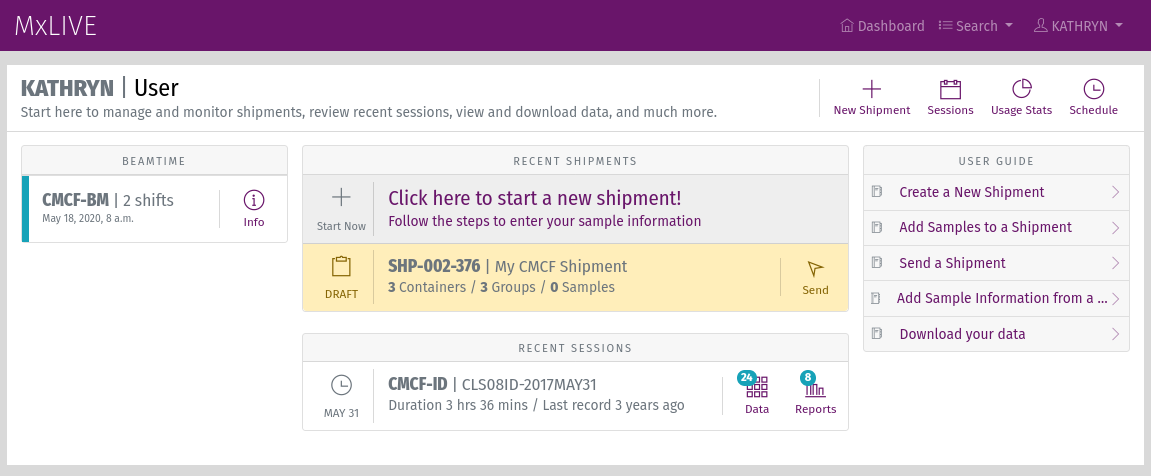 MxLIVE
Dashboard
Search
KATHRYN
KATHRYN | User
Start here to manage and monitor shipments, review recent sessions, view and download data, and much more.
New Shipment
Sessions
Usage Stats
Schedule
BEAMTIME
CMCF-BM | 2 shifts
May 18, 2020, 8 a.m.
Info
RECENT SHIPMENTS
Start Now
Click here to start a new shipment!
Follow the steps to enter your sample information
DRAFT
SHP-002-376 | My CMCF Shipment
3 Containers / 3 Groups / 0 Samples
Send
RECENT SESSIONS
MAY 31
CMCF-ID | CLS08ID-2017MAY31
Duration 3 hrs 36 mins / Last record 3 years ago
24
Data
8
Reports
USER GUIDE
Create a New Shipment
Add Samples to a Shipment
Send a Shipment
Add Sample Information from a ...
Download your data